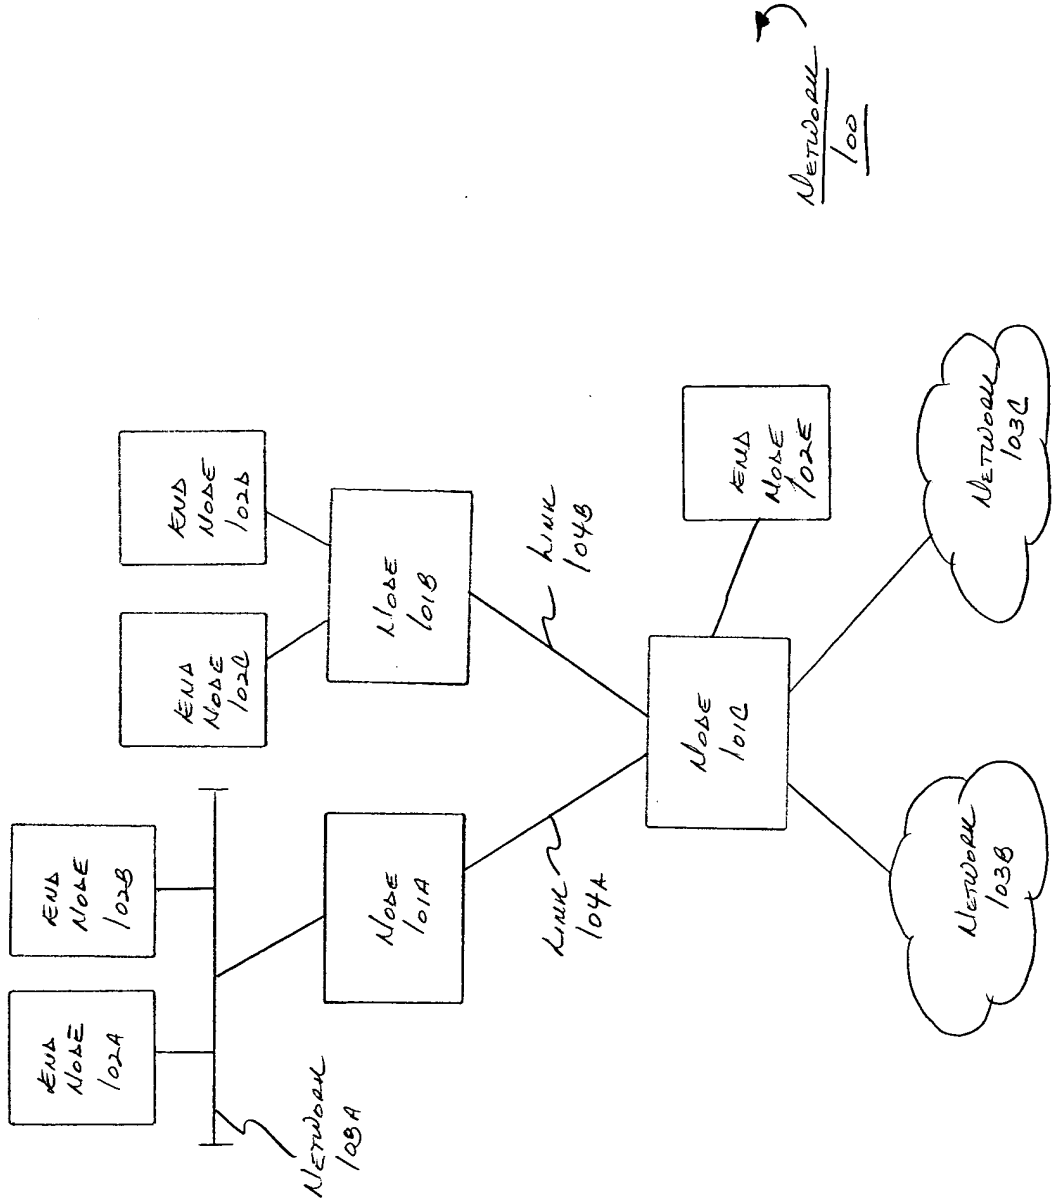 END
NODE
102A
END
NODE
102B
END
NODE
102C
END
NODE
102D
NETWORK
103A
NODE
101A
NODE
101B
LINK
104A
LINK
104B
NODE
101C
END
NODE
102E
NETWORK
103B
NETWORK
103C
NETWORK
100